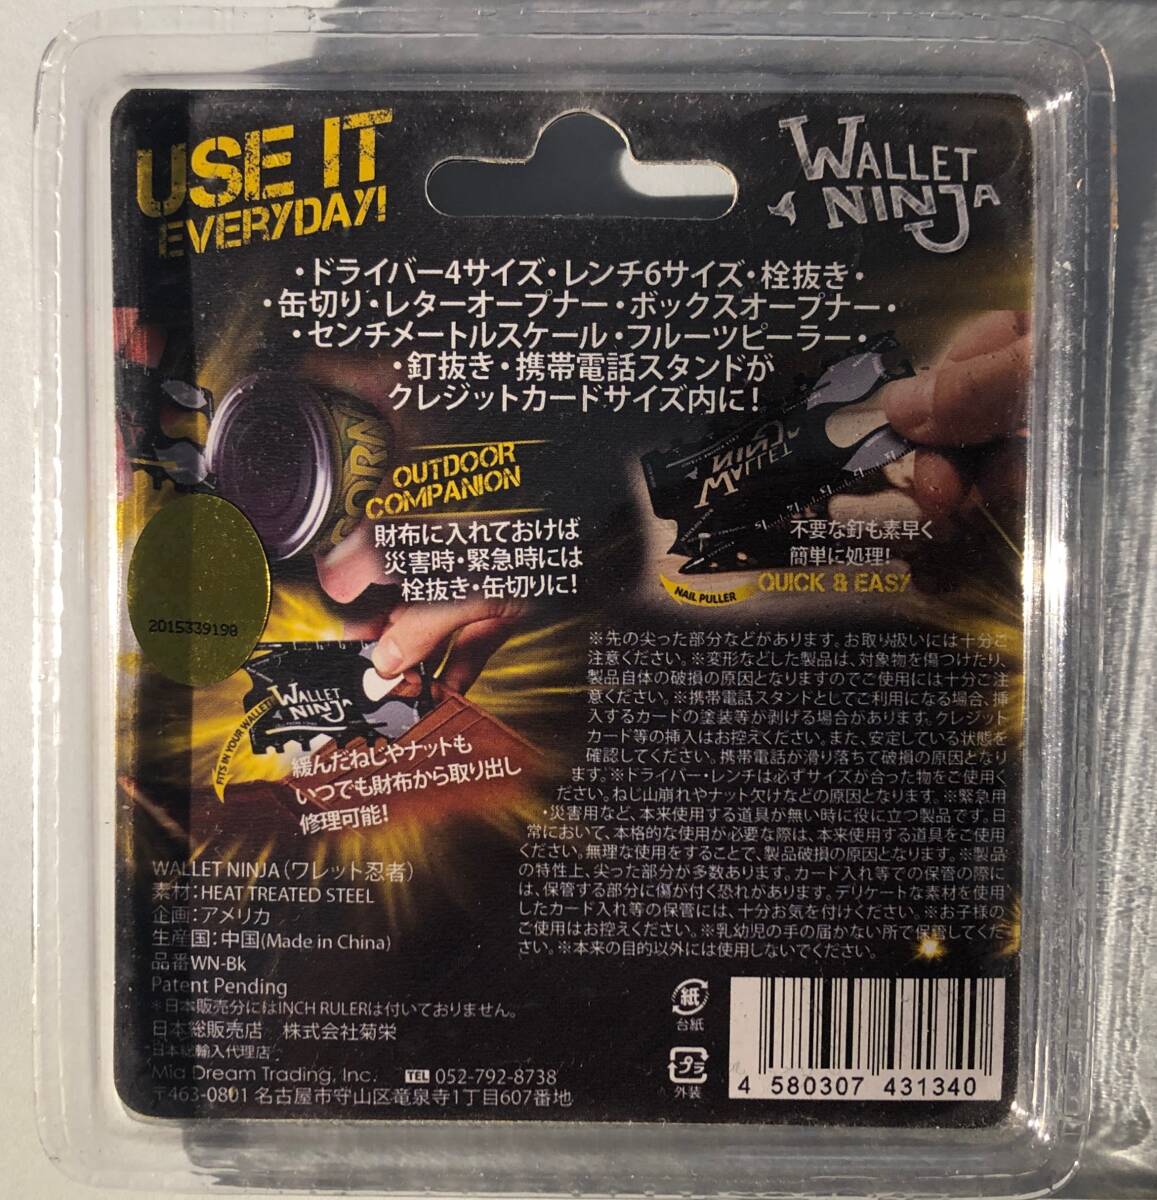 USE IT
EVERYDAY!
WALLET
NINJA
・ドライバー4サイズ・レンチ6サイズ・栓抜き・
・缶切り・レターオープナー・ボックスオープナー・
・センチメートルスケール・フルーツピーラー・
・釘抜き・携帯電話スタンドが
クレジットカードサイズ内に!
CORN
OUTDOOR
COMPANION
財布に入れておけば
災害時・緊急時には
栓抜き・缶切りに!
WALLET
NINJA
不要な釘も素早く
簡単に処理!
NAIL PULLER
QUICK & EASY
2015339198
WALLET
NINJA
FITS IN YOUR WALLET!
緩んだねじやナットも
いつでも財布から取り出し
修理可能!
※先の尖った部分などがあります。お取り扱いには十分ご
注意ください。※変形などした製品は、対象物を傷つけたり、
製品自体の破損の原因となりますのでご使用には十分ご注
意ください。※携帯電話スタンドとしてご利用になる場合、挿
入するカードの塗装等が剥げる場合があります。クレジット
カード等の挿入はお控えください。また、安定している状態を
確認してください。携帯電話が滑り落ちて破損の原因となり
ます。※ドライバー・レンチは必ずサイズが合った物をご使用く
ださい。ねじ山崩れやナット欠けなどの原因となります。※緊急用
・災害用など、本来使用する道具が無い時に役に立つ製品です。日
常において、本格的な使用が必要な際は、本来使用する道具をご使用
ください。無理な使用をすることで、製品破損の原因となります。※製品
の特性上、尖った部分が多数あります。カード入れ等での保管の際に
は、保管する部分に傷が付く恐れがあります。デリケートな素材を使用
したカード入れ等の保管には、十分お気を付けください。※お子様の
ご使用はお控えください。※乳幼児の手の届かない所で保管してくだ
さい。※本来の目的以外には使用しないでください。
WALLET NINJA(ワレット忍者)
素材:HEAT TREATED STEEL
企画:アメリカ
生産国:中国(Made in China)
品番WN-Bk
Patent Pending
*日本販売分にはINCH RULERは付いておりません。
日本総販売店 株式会社菊栄
日本総輸入代理店
Mia Dream Trading, Inc. TEL 052-792-8738
〒463-0801 名古屋市守山区竜泉寺1丁目607番地
紙
台紙
プラ
外装
4 580307 431340